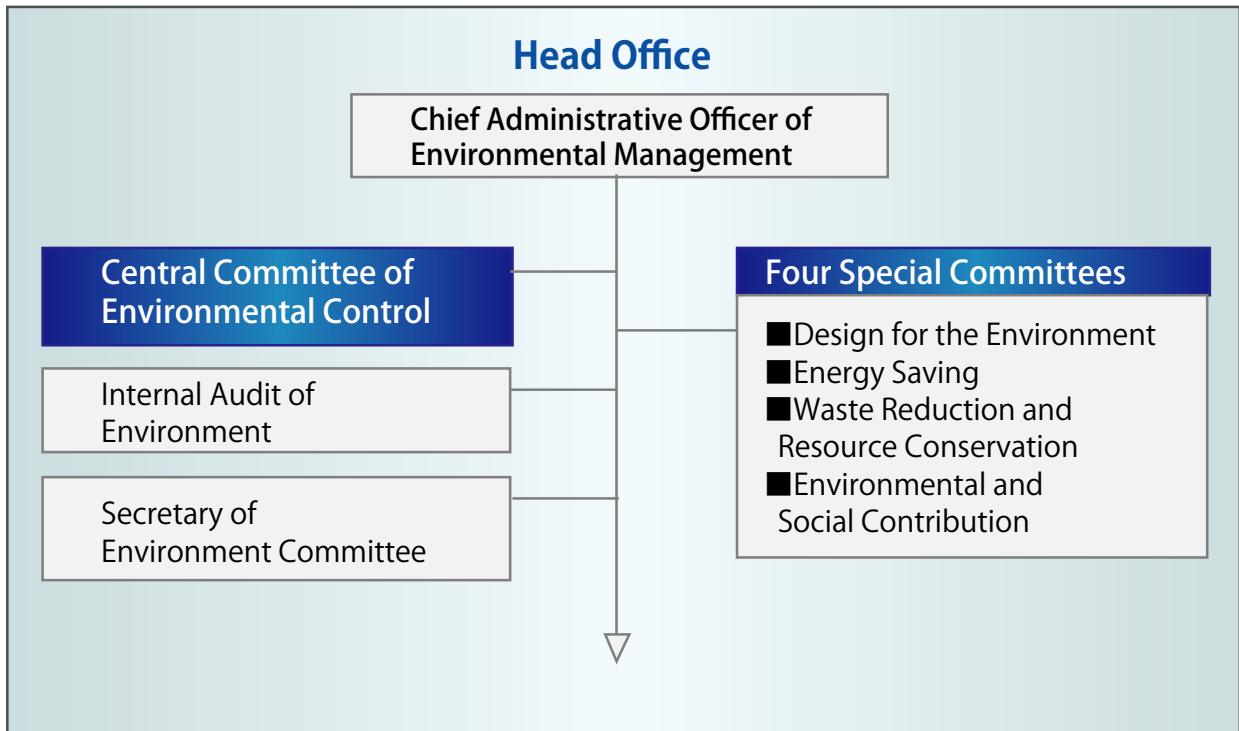 Head Office
Chief Administrative Officer of
Environmental Management
Central Committee of
Environmental Control
Internal Audit of
Environment
Secretary of
Environment Committee
Four Special Committees
■Design for the Environment
■Energy Saving
■Waste Reduction and
Resource Conservation
■Environmental and
Social Contribution